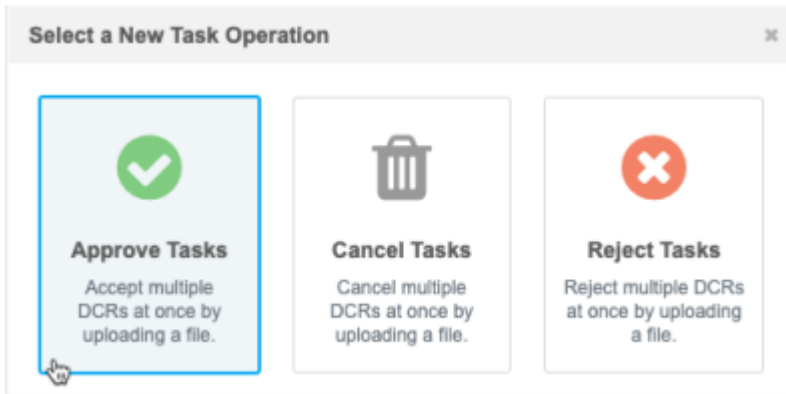 Select a New Task Operation
Approve Tasks
Accept multiple
DCRs at once by
uploading a file.
Cancel Tasks
Cancel multiple
DCRs at once by
uploading a file.
Reject Tasks
Reject multiple DCRs
at once by uploading
a file.